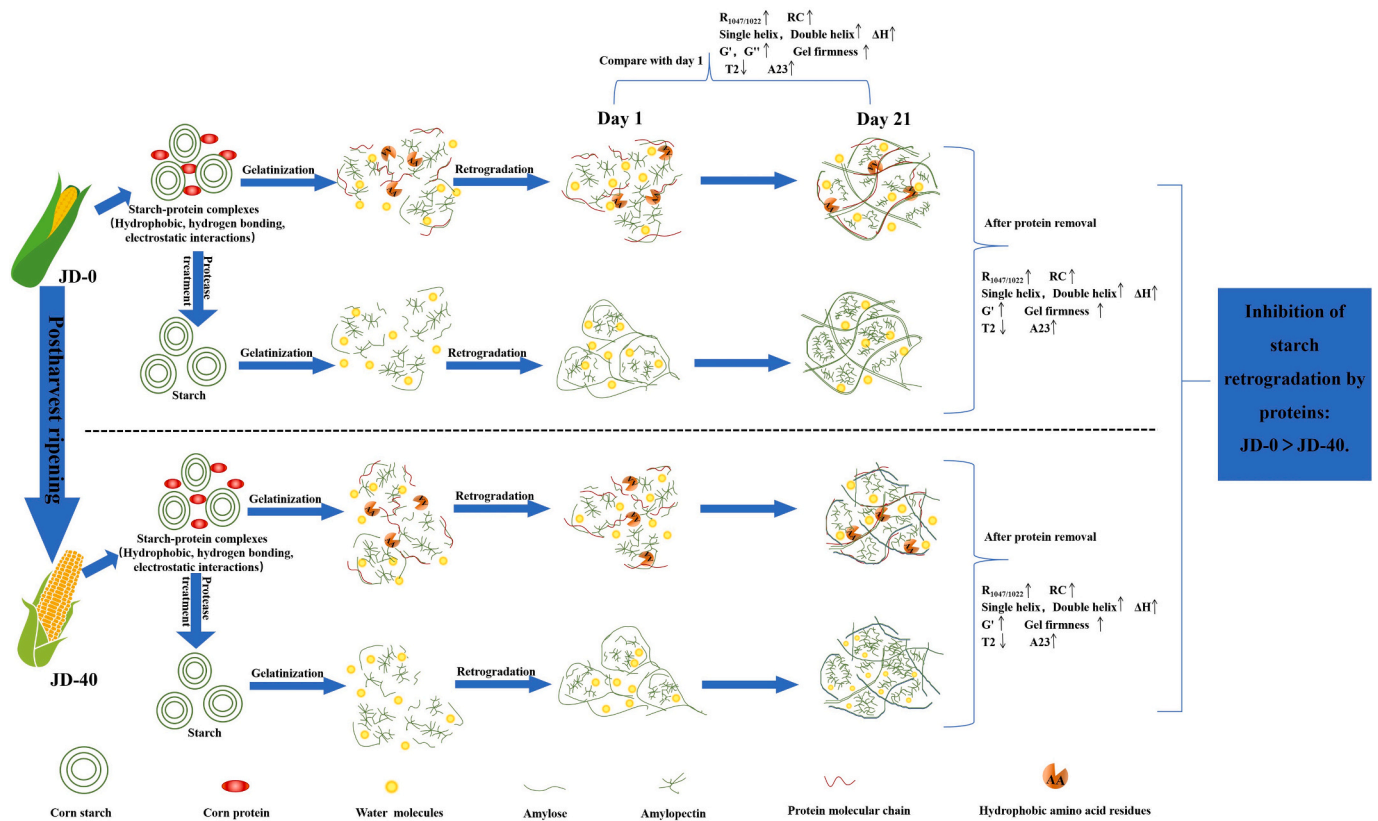 R1047/1022↑ RC↑
Single helix, Double helix↑ ΔH↑
G', G''↑ Gel firmness ↑
T2↓ A23↑
Compare with day 1
Day 1
Day 21
Gelatinization
Retrogradation
Starch-protein complexes
(Hydrophobic, hydrogen bonding,
electrostatic interactions)
JD-0
Protease
treatment
After protein removal
R1047/1022↑ RC↑
Single helix, Double helix↑ ΔH↑
G'↑ Gel firmness ↑
T2↓ A23↑
Gelatinization
Retrogradation
Starch
Postharvest ripening
Inhibition of
starch
retrogradation by
proteins:
JD-0 > JD-40.
Gelatinization
Retrogradation
Starch-protein complexes
(Hydrophobic, hydrogen bonding,
electrostatic interactions)
JD-40
Protease
treatment
After protein removal
R1047/1022↑ RC↑
Single helix, Double helix↑ ΔH↑
G'↑ Gel firmness ↑
T2↓ A23↑
Gelatinization
Retrogradation
Starch
AA
Corn starch
Corn protein
Water molecules
Amylose
Amylopectin
Protein molecular chain
Hydrophobic amino acid residues